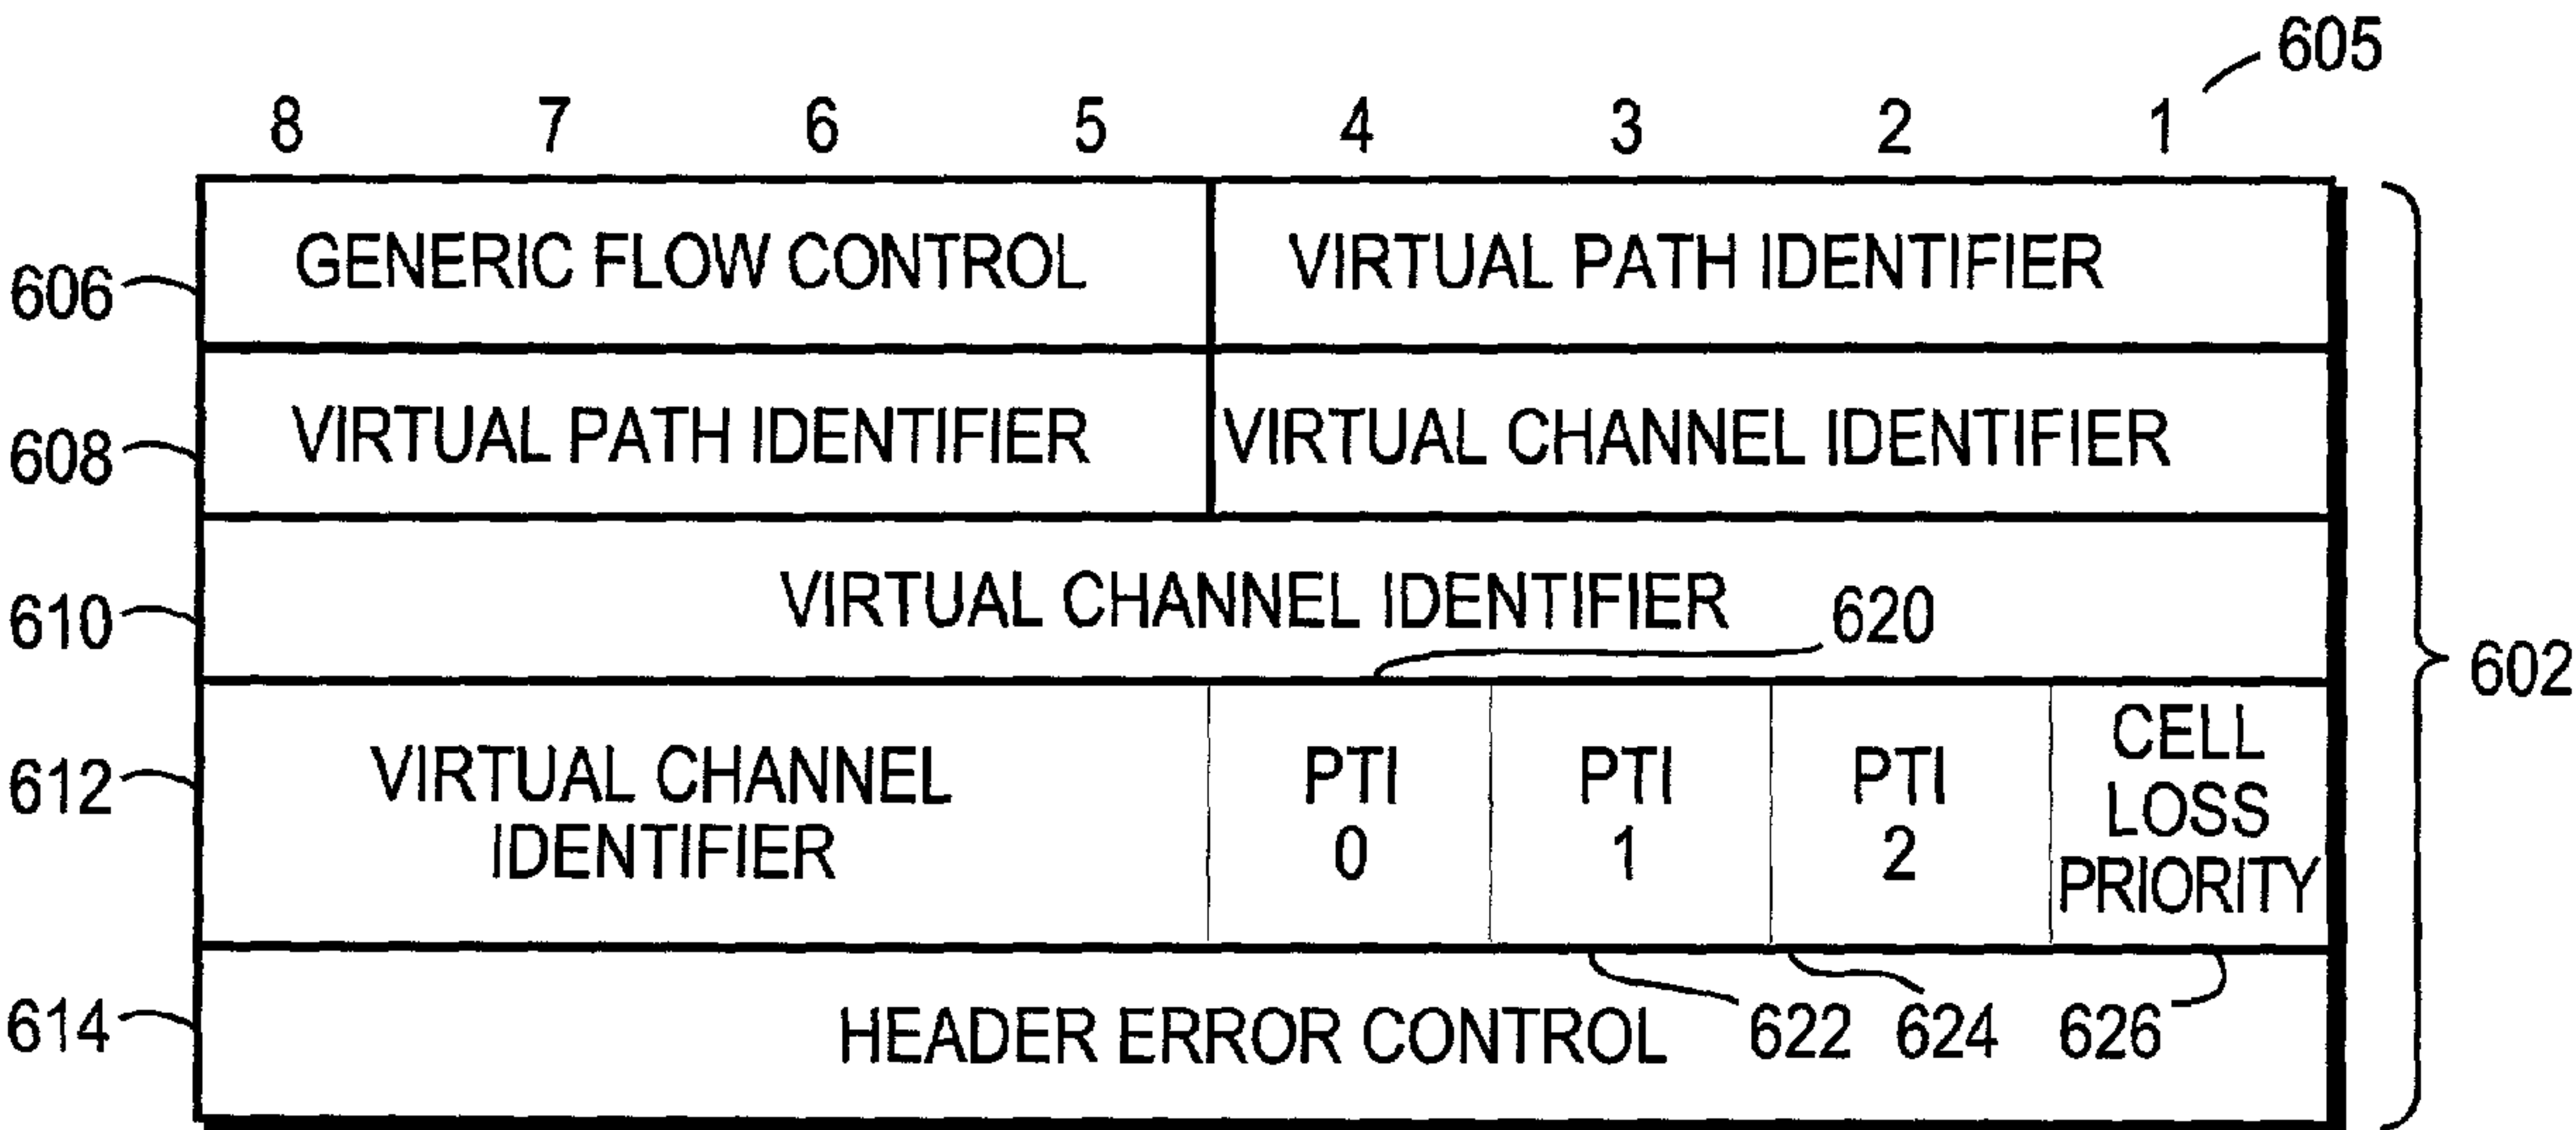 605
8 7 6 5 4 3 2 1
606 GENERIC FLOW CONTROL VIRTUAL PATH IDENTIFIER
608 VIRTUAL PATH IDENTIFIER VIRTUAL CHANNEL IDENTIFIER
610 VIRTUAL CHANNEL IDENTIFIER 620
602
612 VIRTUAL CHANNEL
IDENTIFIER
PTI
0
PTI
1
PTI
2
CELL
LOSS
PRIORITY
614 HEADER ERROR CONTROL 622 624 626